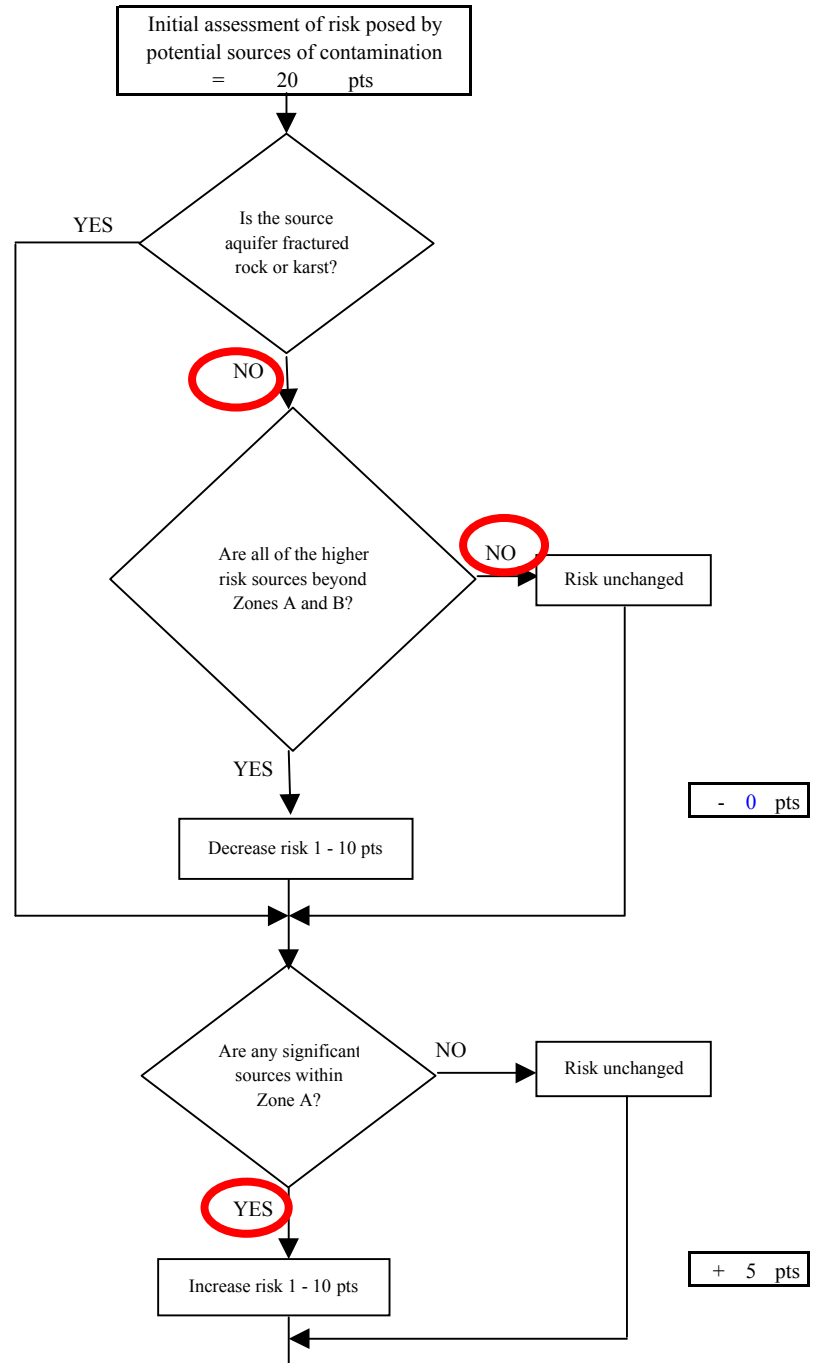 Initial assessment of risk posed by
potential sources of contamination
= 20 pts
YES
Is the source
aquifer fractured
rock or karst?
NO
Are all of the higher
risk sources beyond
Zones A and B?
NO
Risk unchanged
YES
- 0 pts
Decrease risk 1 - 10 pts
Are any significant
sources within
Zone A?
NO
Risk unchanged
YES
+ 5 pts
Increase risk 1 - 10 pts